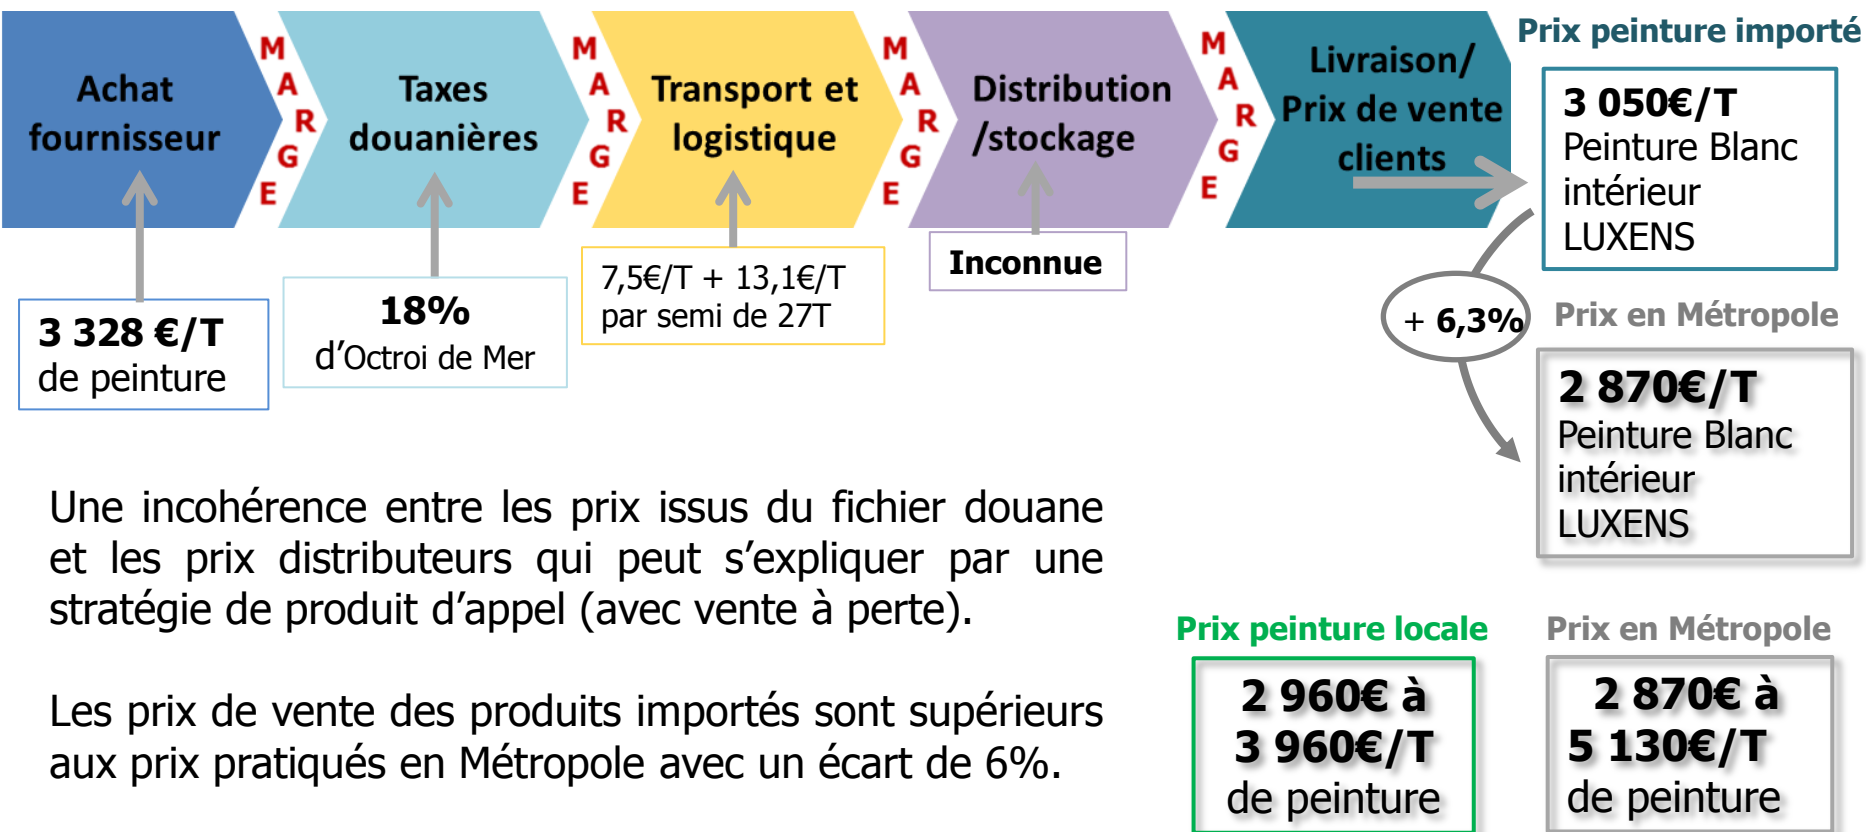 Achat
fournisseur
MARGE
Taxes
douanières
MARGE
Transport et
logistique
MARGE
Distribution
/stockage
MARGE
Livraison/
Prix de vente
clients
Prix peinture importé
3 050€/T
Peinture Blanc
intérieur
LUXENS
3 328 €/T
de peinture
18%
d’Octroi de Mer
7,5€/T + 13,1€/T
par semi de 27T
Inconnue
+ 6,3%
Prix en Métropole
2 870€/T
Peinture Blanc
intérieur
LUXENS
Une incohérence entre les prix issus du fichier douane
et les prix distributeurs qui peut s’expliquer par une
stratégie de produit d’appel (avec vente à perte).
Les prix de vente des produits importés sont supérieurs
aux prix pratiqués en Métropole avec un écart de 6%.
Prix peinture locale
2 960€ à
3 960€/T
de peinture
Prix en Métropole
2 870€ à
5 130€/T
de peinture